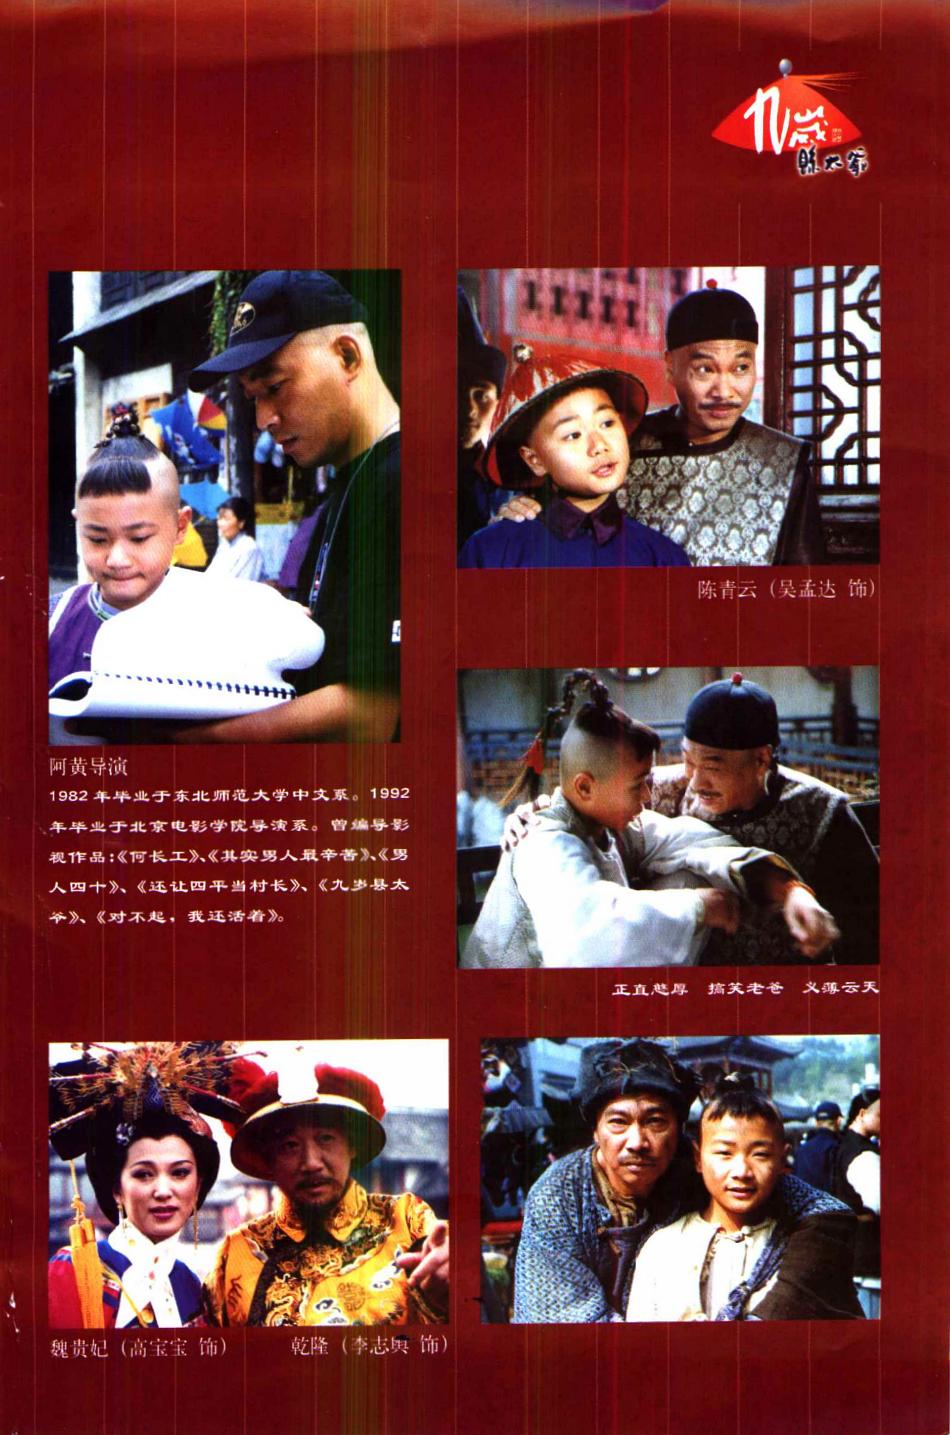 九歲
縣太爺
陈青云（吴孟达 饰）
阿黄导演
1982年毕业于东北师范大学中文系。1992
年毕业于北京电影学院导演系。曾编导影
视作品：《何长工》、《其实男人最辛苦》、《男
人四十》、《还让四平当村长》、《九岁县太
爷》、《对不起，我还活着》。
正直憨厚 搞笑老爸 义薄云天
魏贵妃（高宝宝 饰） 乾隆（李志舆 饰）